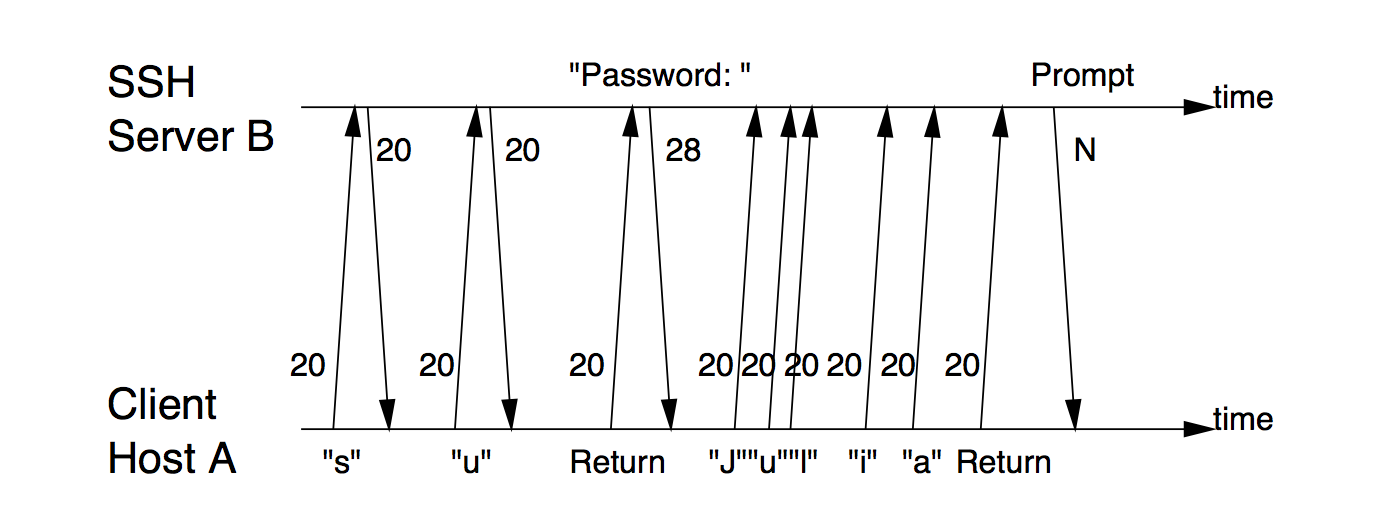 "Password: "
Prompt
SSH
Server B
time
20
20
28
N
20
20
20
20
20
20
20
20
20
Client
Host A
time
"s"
"u"
Return
"J""u""l"
"i"
"a"
Return